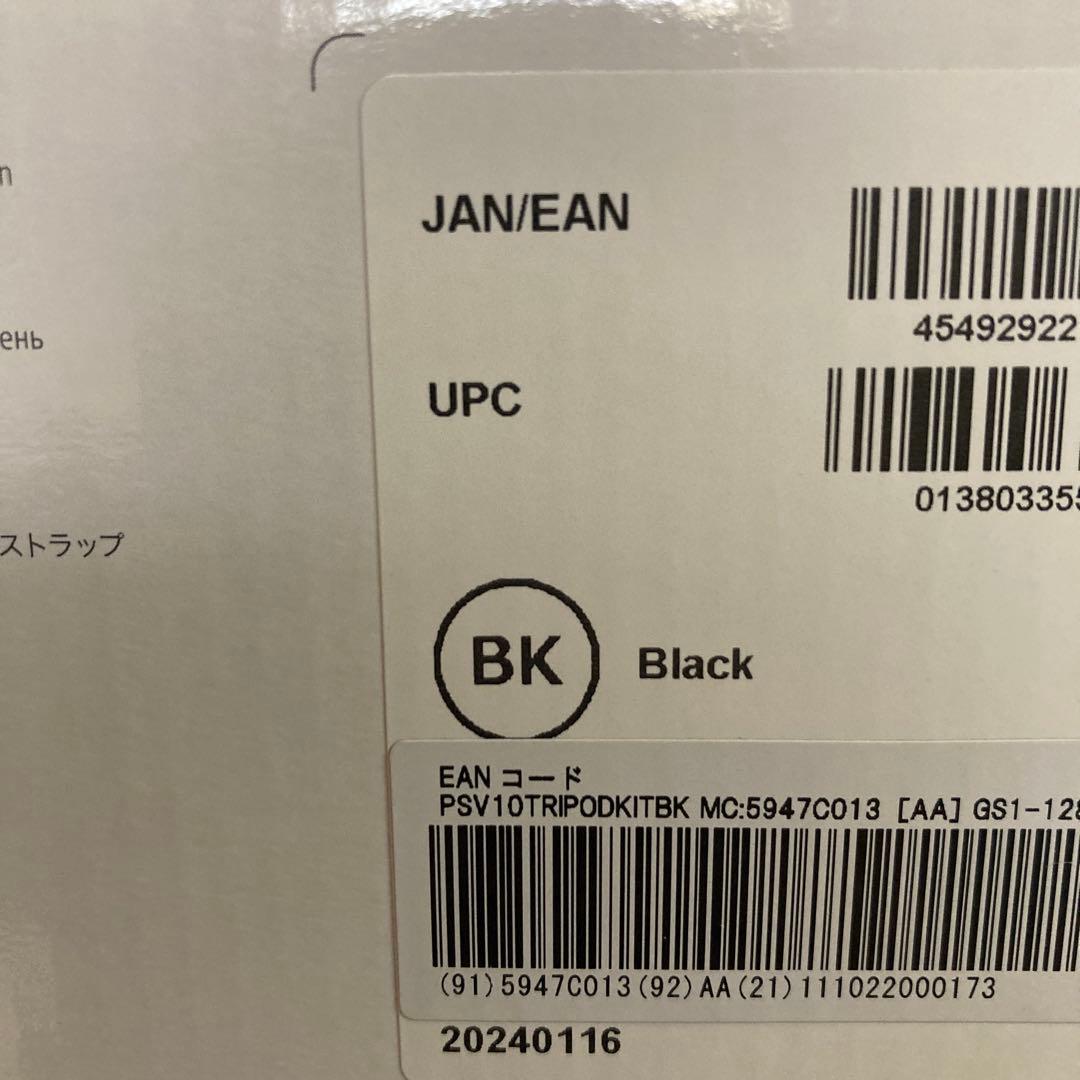 n
JAN/EAN
45492922
UPC
ень
013803355
ストラップ
BK Black
EAN コード
PSV10TRIPODKITBK MC:5947C013 [AA] GS1-128
(91)5947C013(92)AA(21)111022000173
20240116